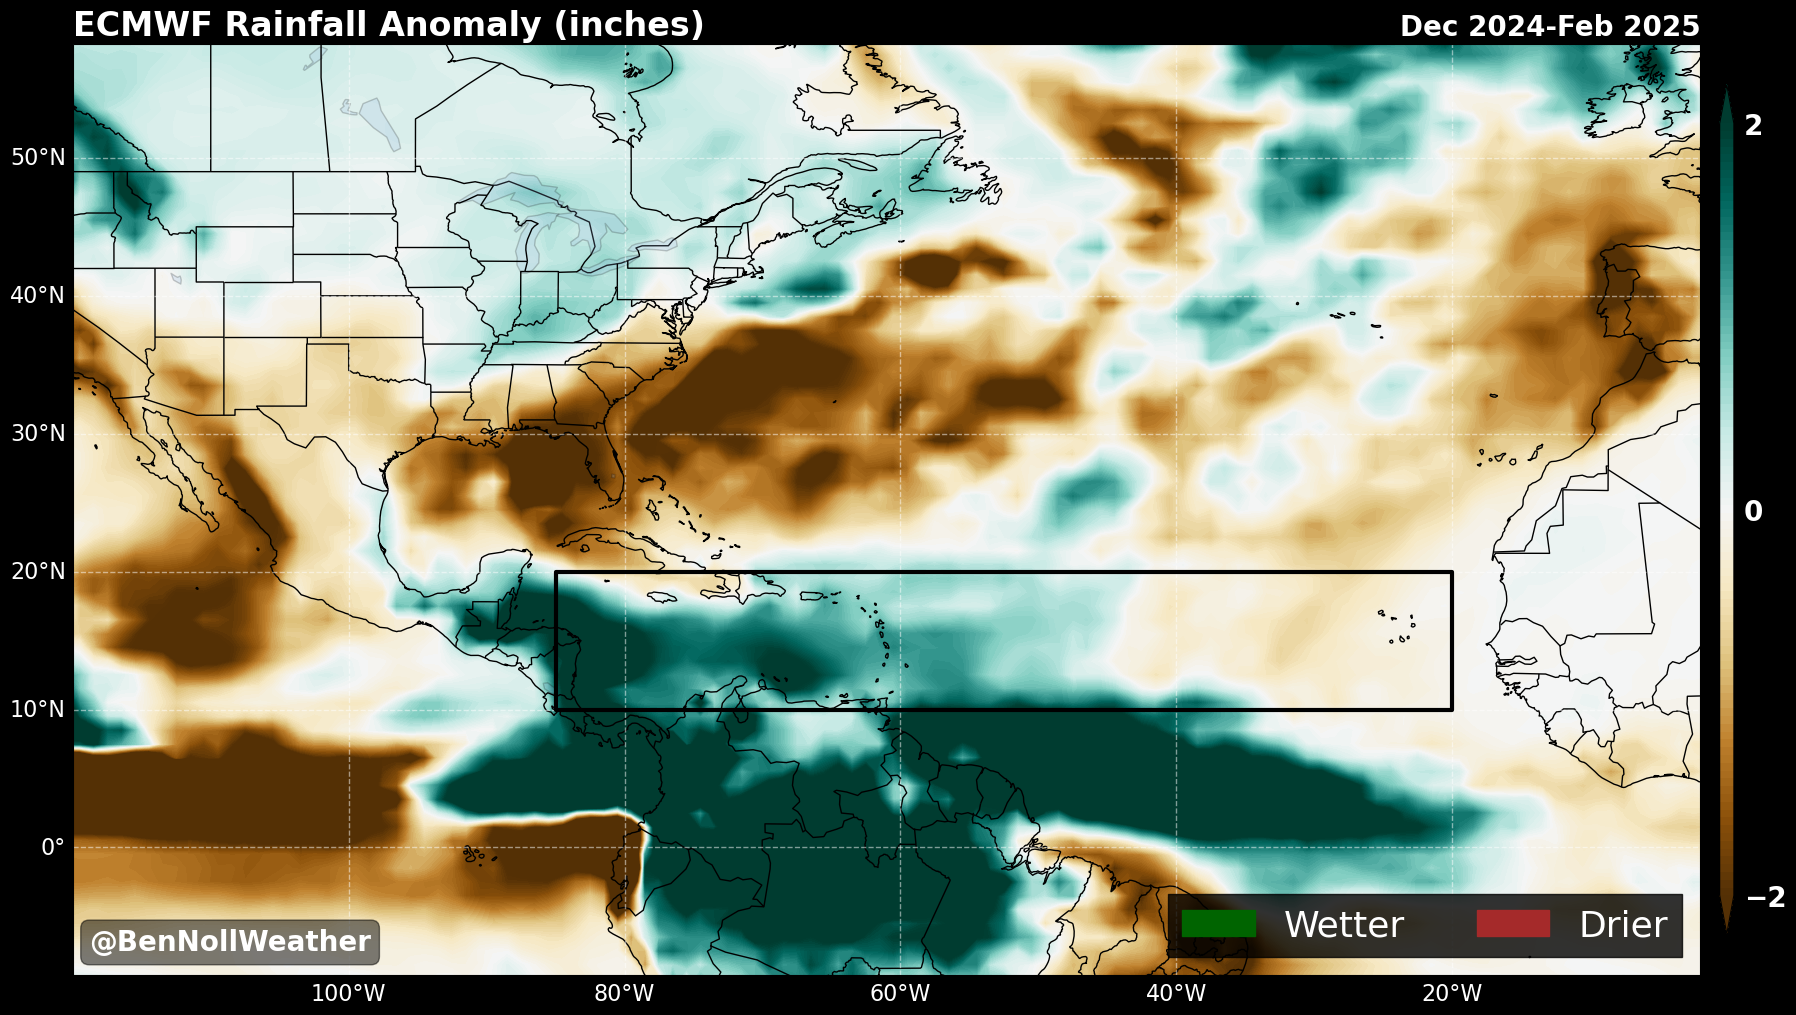 ECMWF Rainfall Anomaly (inches)
Dec 2024-Feb 2025
50°N
40°N
30°N
20°N
10°N
0°
2
0
−2
@BenNollWeather
Wetter
Drier
100°W
80°W
60°W
40°W
20°W